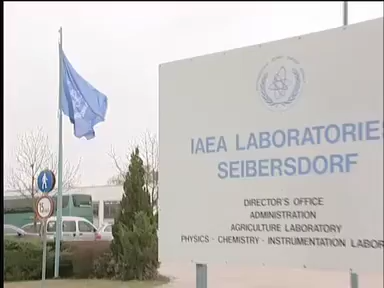 IAEA LABORATORIE
SEIBERSDORF
DIRECTOR'S OFFICE
ADMINISTRATION
AGRICULTURE LABORATORY
PHYSICS - CHEMISTRY - INSTRUMENTATION LABOR